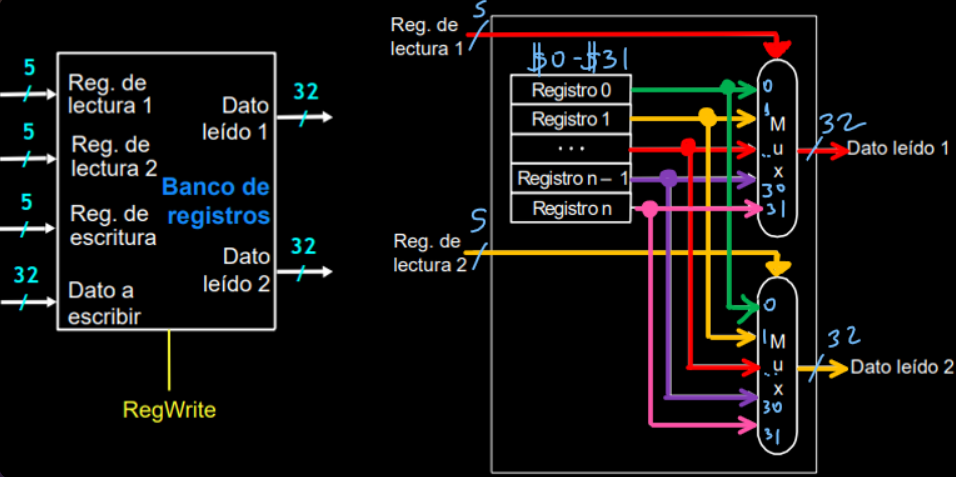 5
Reg. de
lectura 1
5
Reg. de
lectura 2
5
Reg. de
escritura
32
Dato a
escribir
Dato
leído 1
32
Banco de
registros
Dato
leído 2
32
RegWrite
Reg. de
lectura 1
5
$0-$31
Registro 0
Registro 1
...
Registro n – 1
Registro n
0
1
M
u
..
x
30
31
32
Dato leído 1
Reg. de
lectura 2
5
0
1
M
u
..
x
30
31
32
Dato leído 2